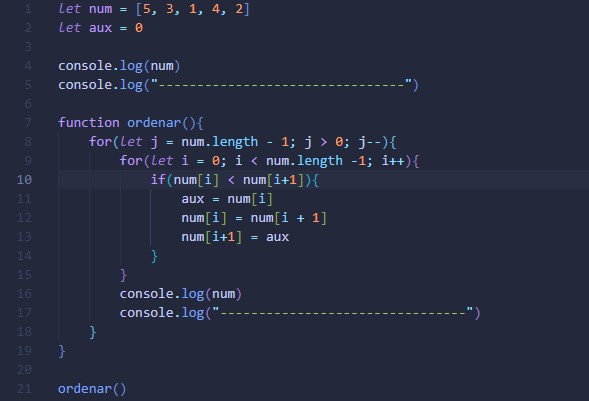 1 let num = [5, 3, 1, 4, 2]
2 let aux = 0
3
4 console.log(num)
5 console.log("--------------------------------")
6
7 function ordenar(){
8 for(let j = num.length - 1; j > 0; j--){
9 for(let i = 0; i < num.length -1; i++){
10 if(num[i] < num[i+1]){
11 aux = num[i]
12 num[i] = num[i + 1]
13 num[i+1] = aux
14 }
15 }
16 console.log(num)
17 console.log("--------------------------------")
18 }
19 }
20
21 ordenar()